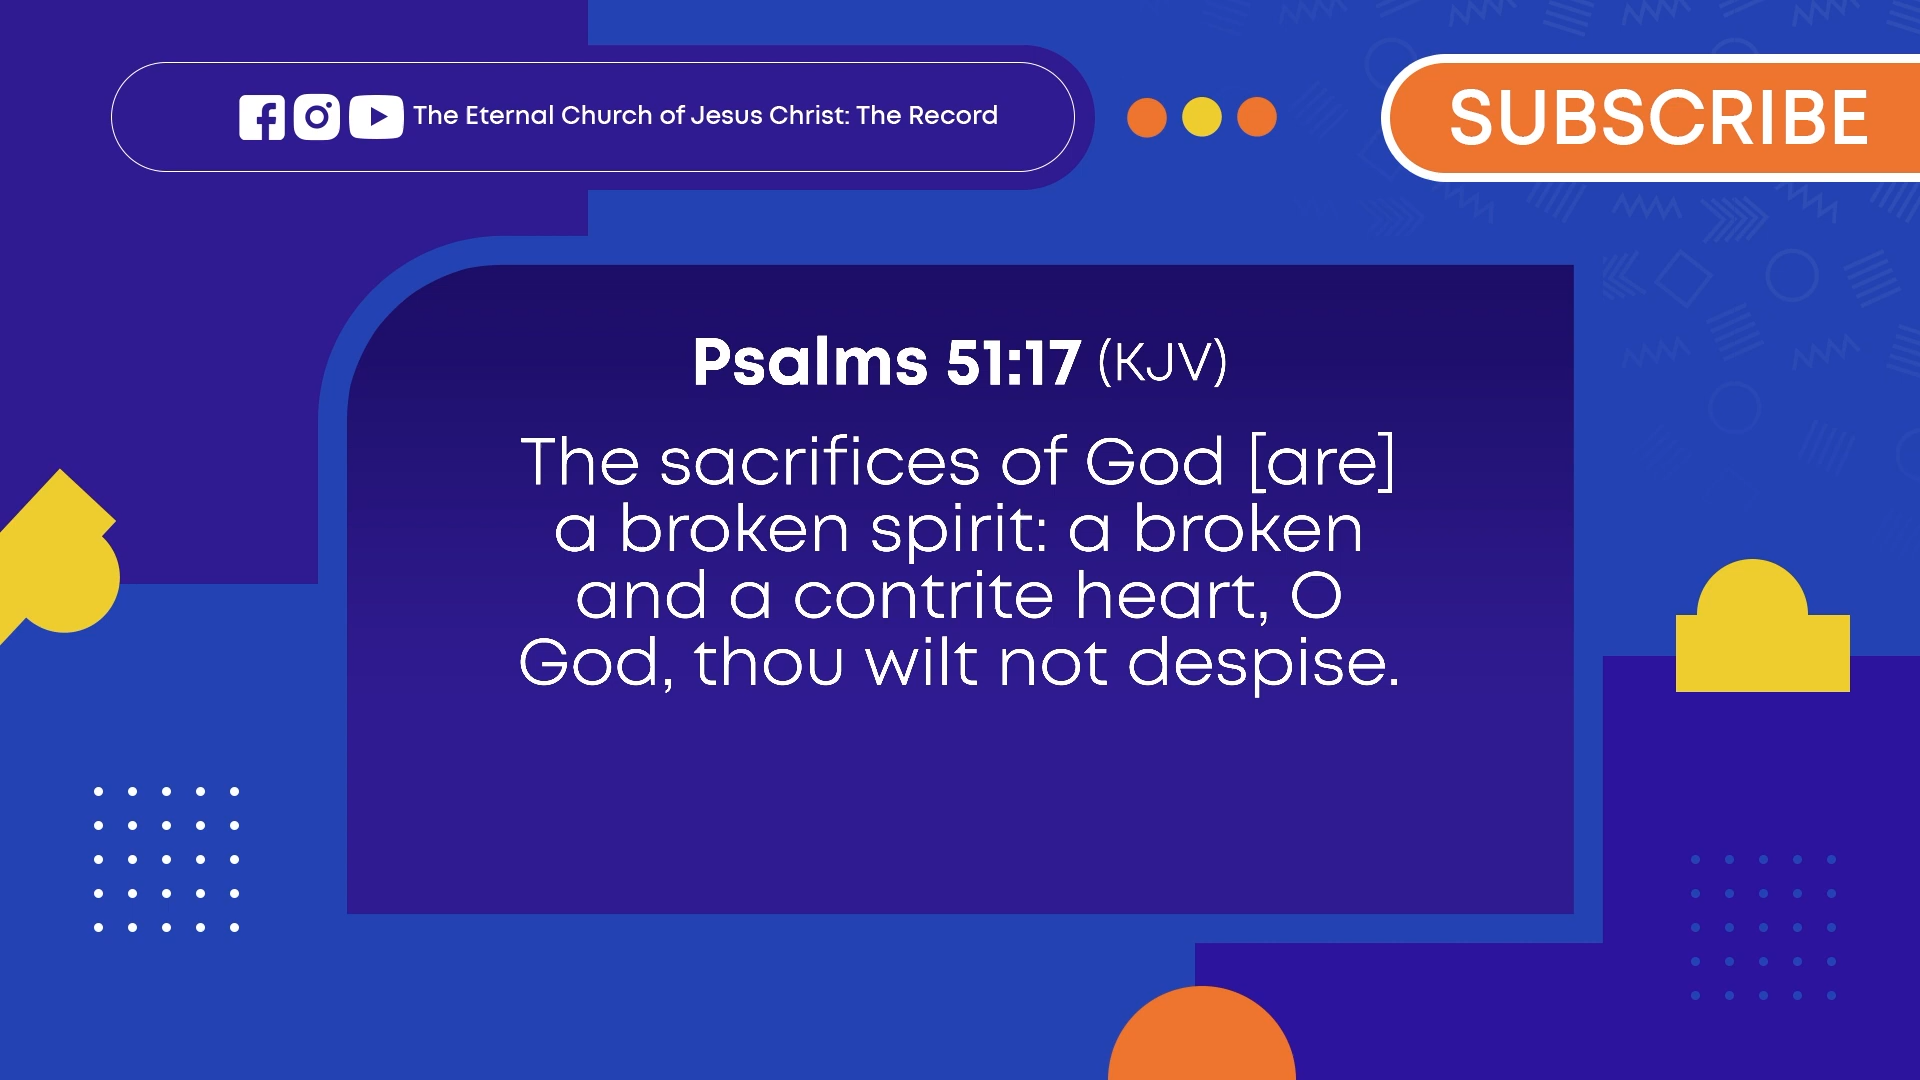 The Eternal Church of Jesus Christ: The Record
SUBSCRIBE
Psalms 51:17 (KJV)
The sacrifices of God [are]
a broken spirit: a broken
and a contrite heart, O
God, thou wilt not despise.